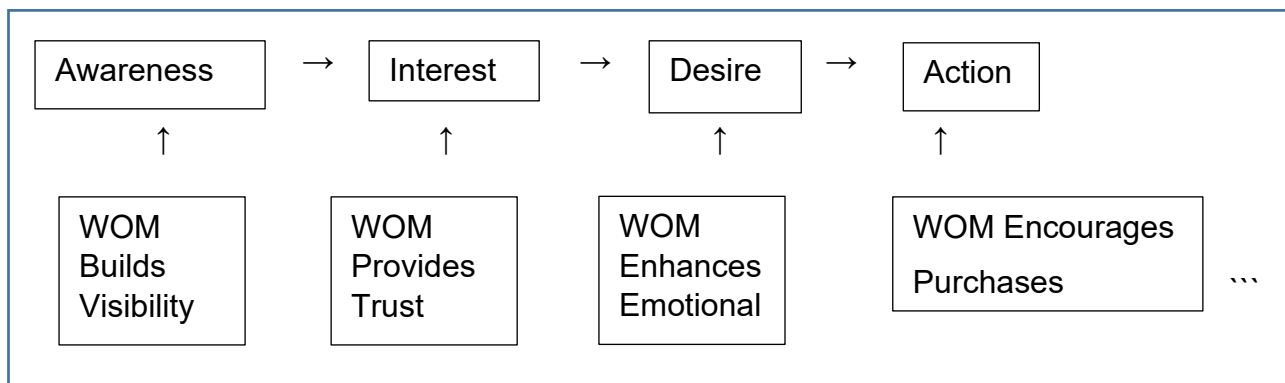 Awareness → Interest → Desire → Action
↑ ↑ ↑ ↑
WOM
Builds
Visibility
WOM
Provides
Trust
WOM
Enhances
Emotional
WOM Encourages
Purchases
```